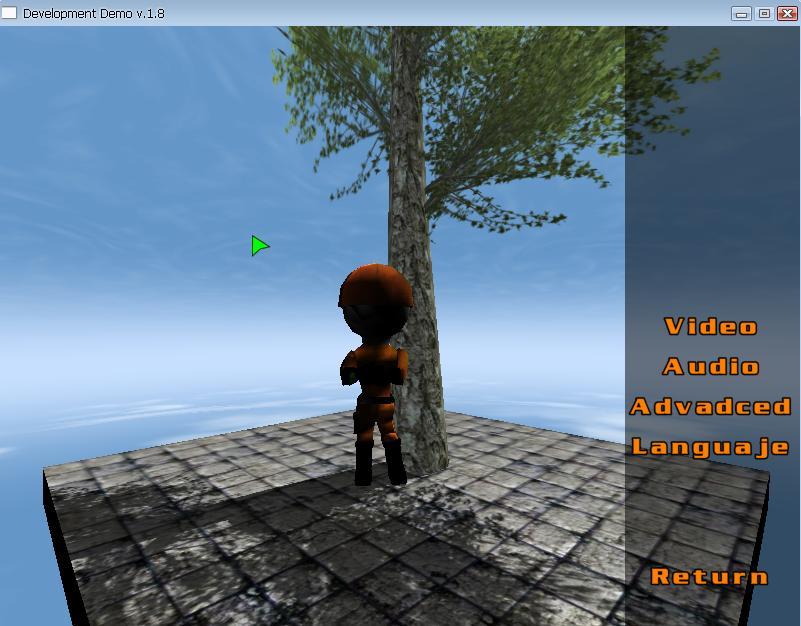 Development Demo v.1.8
Video
Audio
Advadced
Languaje
Return